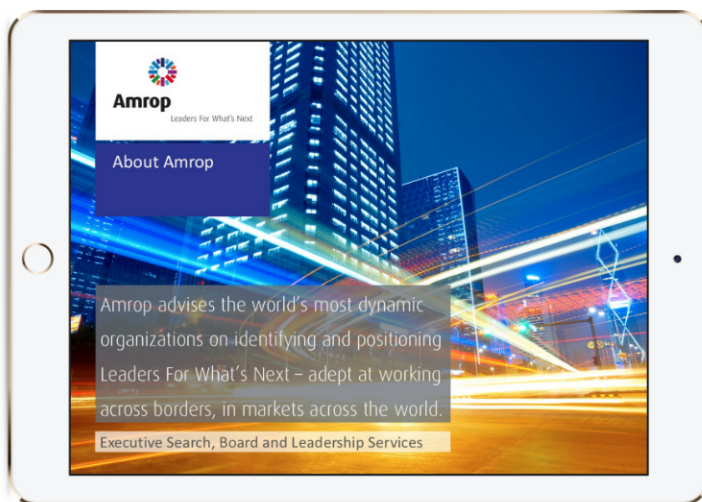 Amrop
Leaders For What's Next
About Amrop
Amrop advises the world's most dynamic
organizations on identifying and positioning
Leaders For What's Next – adept at working
across borders, in markets across the world.
Executive Search, Board and Leadership Services